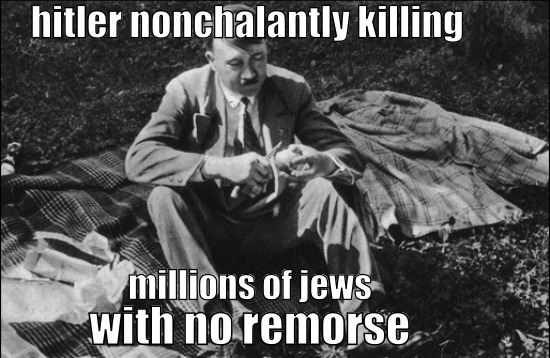 hitler nonchalantly killing
millions of jews
with no remorse